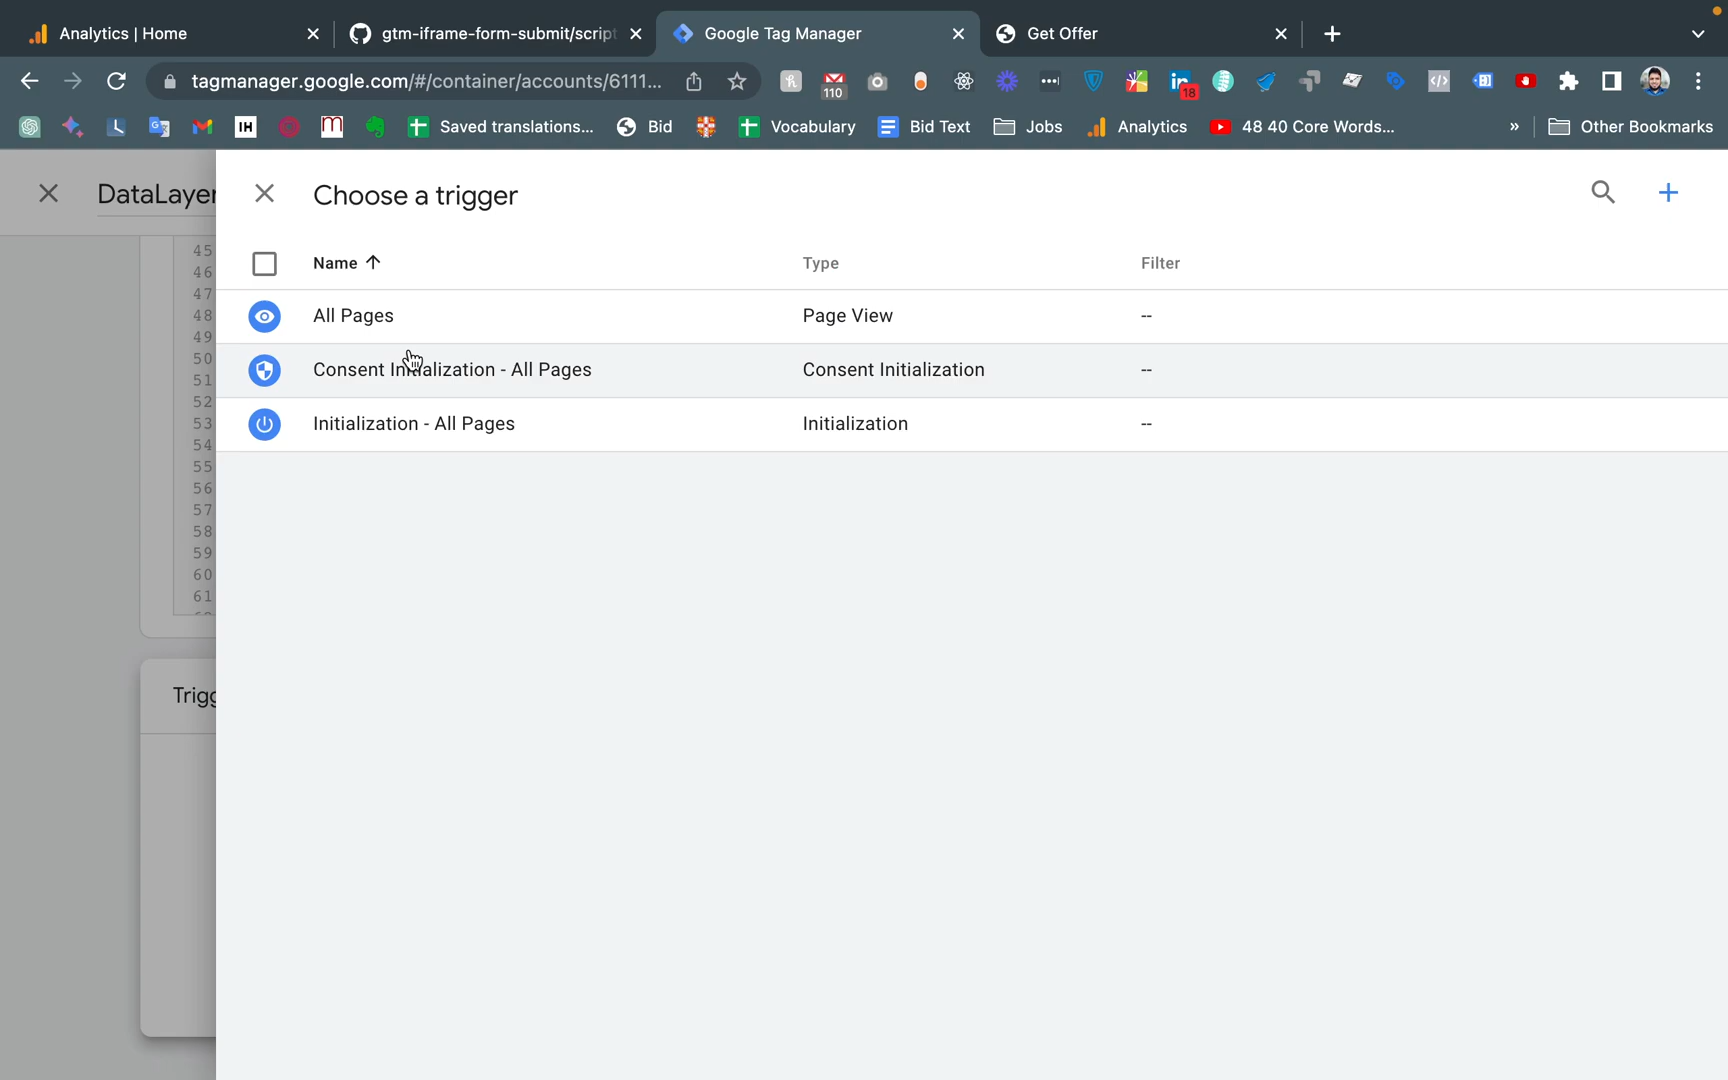 Analytics | Home
gtm-iframe-form-submit/script
Google Tag Manager
Get Offer
tagmanager.google.com/#/container/accounts/6111...
110
18
IH
Saved translations...
Bid
Vocabulary
Bid Text
Jobs
Analytics
48 40 Core Words...
»
Other Bookmarks
DataLayer
Choose a trigger
Name
Type
Filter
All Pages
Page View
--
Consent Initialization - All Pages
Consent Initialization
--
Initialization - All Pages
Initialization
--
45
46
47
48
49
50
51
52
53
54
55
56
57
58
59
60
61
Trigg